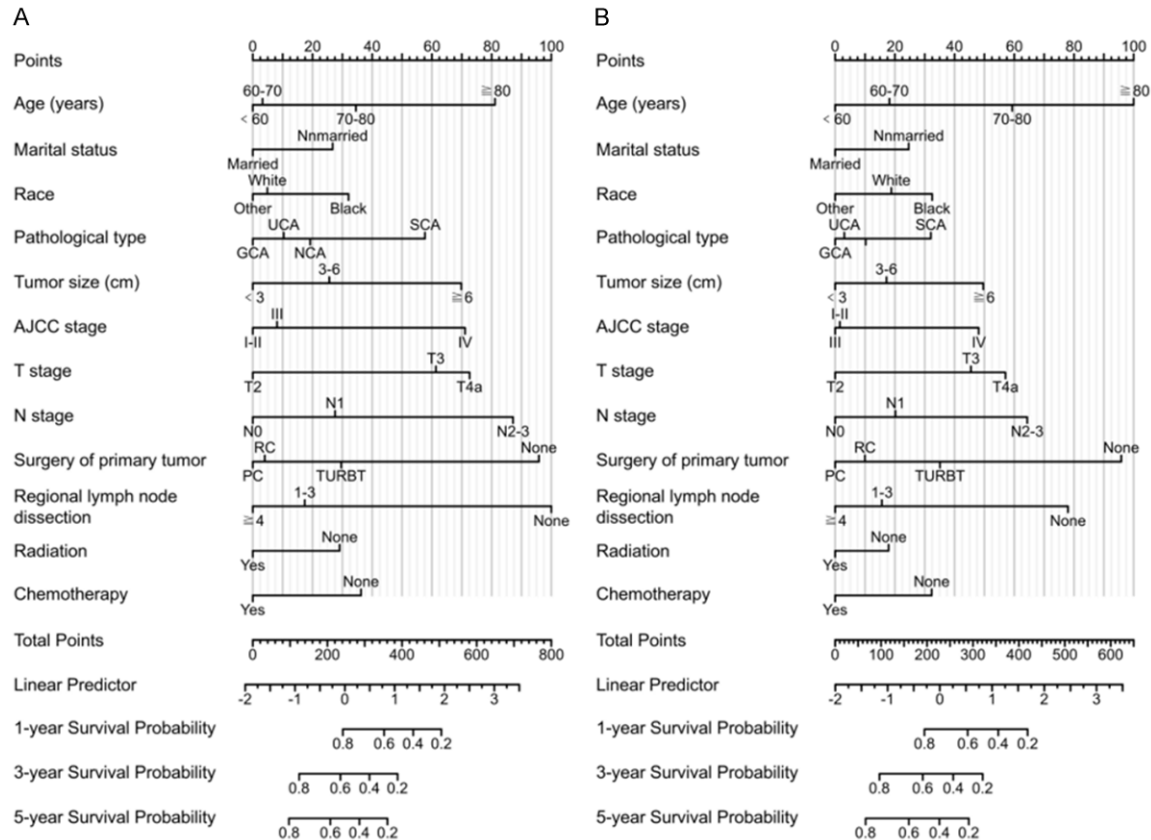 A
B
Points
0 20 40 60 80 100
Points
0 20 40 60 80 100
60-70
≧80
Age (years)
<60
70-80
60-70
≧80
Age (years)
<60
70-80
Nnmarried
Marital status
Married
Nnmarried
Marital status
Married
White
Race
Other
Black
White
Race
Other
Black
UCA
SCA
Pathological type
GCA
NCA
UCA
SCA
Pathological type
GCA
3-6
Tumor size (cm)
<3
≧6
3-6
Tumor size (cm)
<3
≧6
III
AJCC stage
I-II
IV
I-II
AJCC stage
III
IV
T3
T stage
T2
T4a
T3
T stage
T2
T4a
N1
N stage
N0
N2-3
N1
N stage
N0
N2-3
RC
None
Surgery of primary tumor
PC
TURBT
RC
None
Surgery of primary tumor
PC
TURBT
1-3
Regional lymph node
dissection
≧4
None
1-3
Regional lymph node
dissection
≧4
None
None
Radiation
Yes
None
Radiation
Yes
None
Chemotherapy
Yes
None
Chemotherapy
Yes
Total Points
0 200 400 600 800
Total Points
0 100 200 300 400 500 600
Linear Predictor
-2 -1 0 1 2 3
Linear Predictor
-2 -1 0 1 2 3
1-year Survival Probability
0.8 0.6 0.4 0.2
1-year Survival Probability
0.8 0.6 0.4 0.2
3-year Survival Probability
0.8 0.6 0.4 0.2
3-year Survival Probability
0.8 0.6 0.4 0.2
5-year Survival Probability
0.8 0.6 0.4 0.2
5-year Survival Probability
0.8 0.6 0.4 0.2